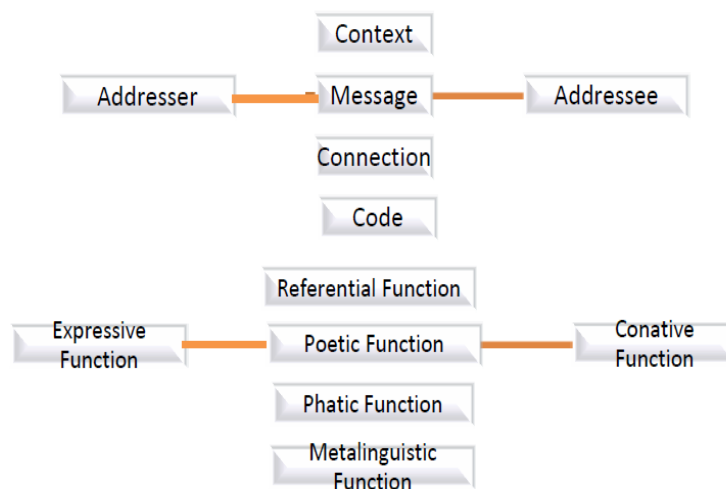 Context
Addresser
Message
Addressee
Connection
Code
Referential Function
Expressive
Function
Poetic Function
Conative
Function
Phatic Function
Metalinguistic
Function